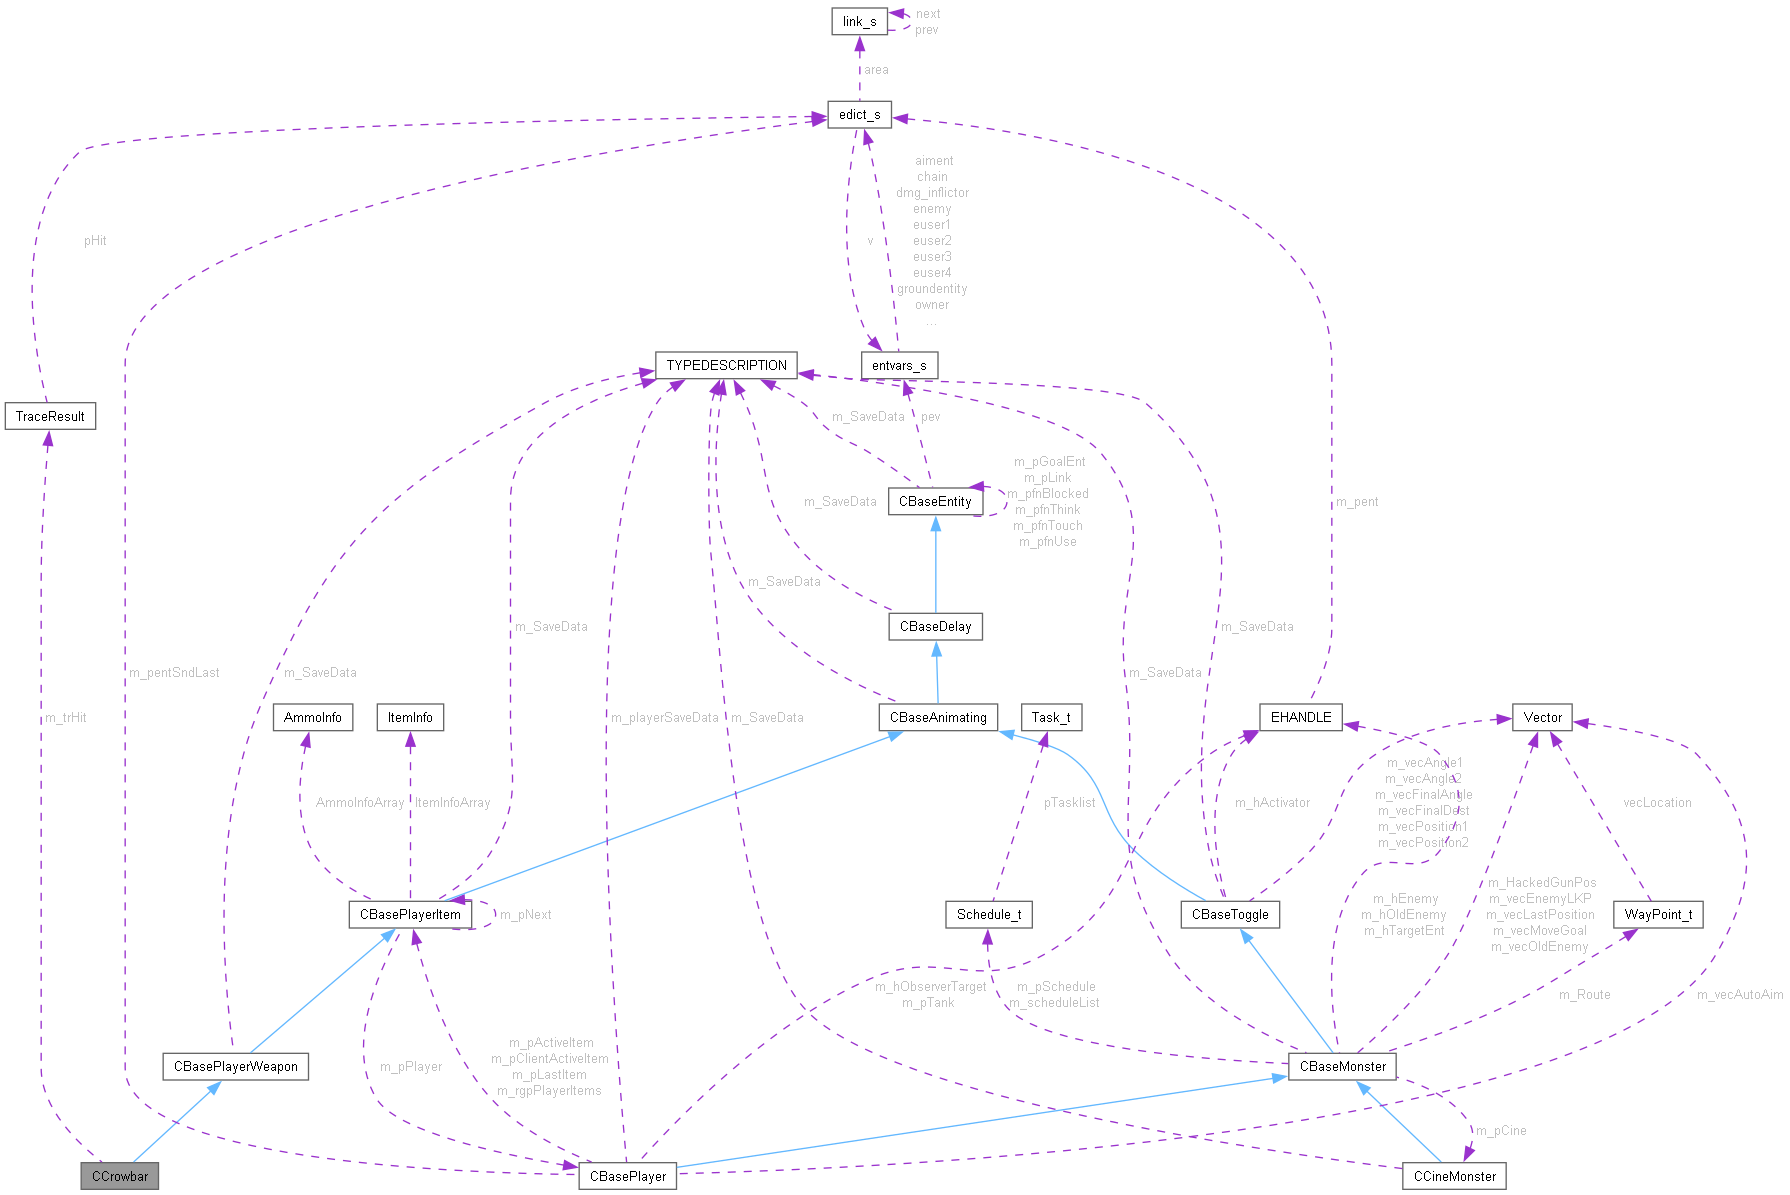 link_s
next
prev
area
edict_s
aiment
chain
dmg_inflictor
enemy
euser1
euser2
euser3
euser4
groundentity
owner
...
pHit
v
TYPEDESCRIPTION
entvars_s
TraceResult
m_SaveData
pev
m_pGoalEnt
m_pLink
m_pfnBlocked
m_pfnThink
m_pfnTouch
m_pfnUse
CBaseEntity
m_SaveData
m_pent
m_SaveData
CBaseDelay
m_SaveData
m_SaveData
m_pentSndLast
m_SaveData
m_SaveData
m_trHit
AmmoInfo
ItemInfo
m_playerSaveData
m_SaveData
CBaseAnimating
Task_t
EHANDLE
Vector
AmmoInfoArray
ItemInfoArray
pTasklist
m_hActivator
m_vecAngle1
m_vecAngle2
m_vecFinalAngle
m_vecFinalDest
m_vecPosition1
m_vecPosition2
vecLocation
CBasePlayerItem
m_pNext
Schedule_t
CBaseToggle
m_hEnemy
m_hOldEnemy
m_hTargetEnt
m_HackedGunPos
m_vecEnemyLKP
m_vecLastPosition
m_vecMoveGoal
m_vecOldEnemy
WayPoint_t
m_hObserverTarget
m_pTank
m_pSchedule
m_scheduleList
m_Route
m_vecAutoAim
CBasePlayerWeapon
m_pPlayer
m_pActiveItem
m_pClientActiveItem
m_pLastItem
m_rgpPlayerItems
CBaseMonster
m_pCine
CCrowbar
CBasePlayer
CCineMonster